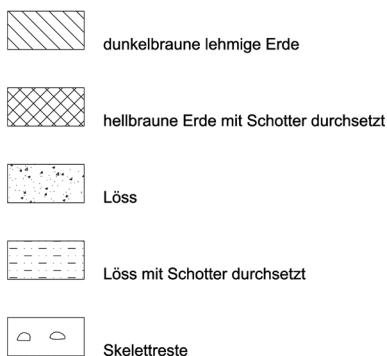 dunkelbraune lehmige Erde
hellbraune Erde mit Schotter durchsetzt
Löss
Löss mit Schotter durchsetzt
Skelettreste